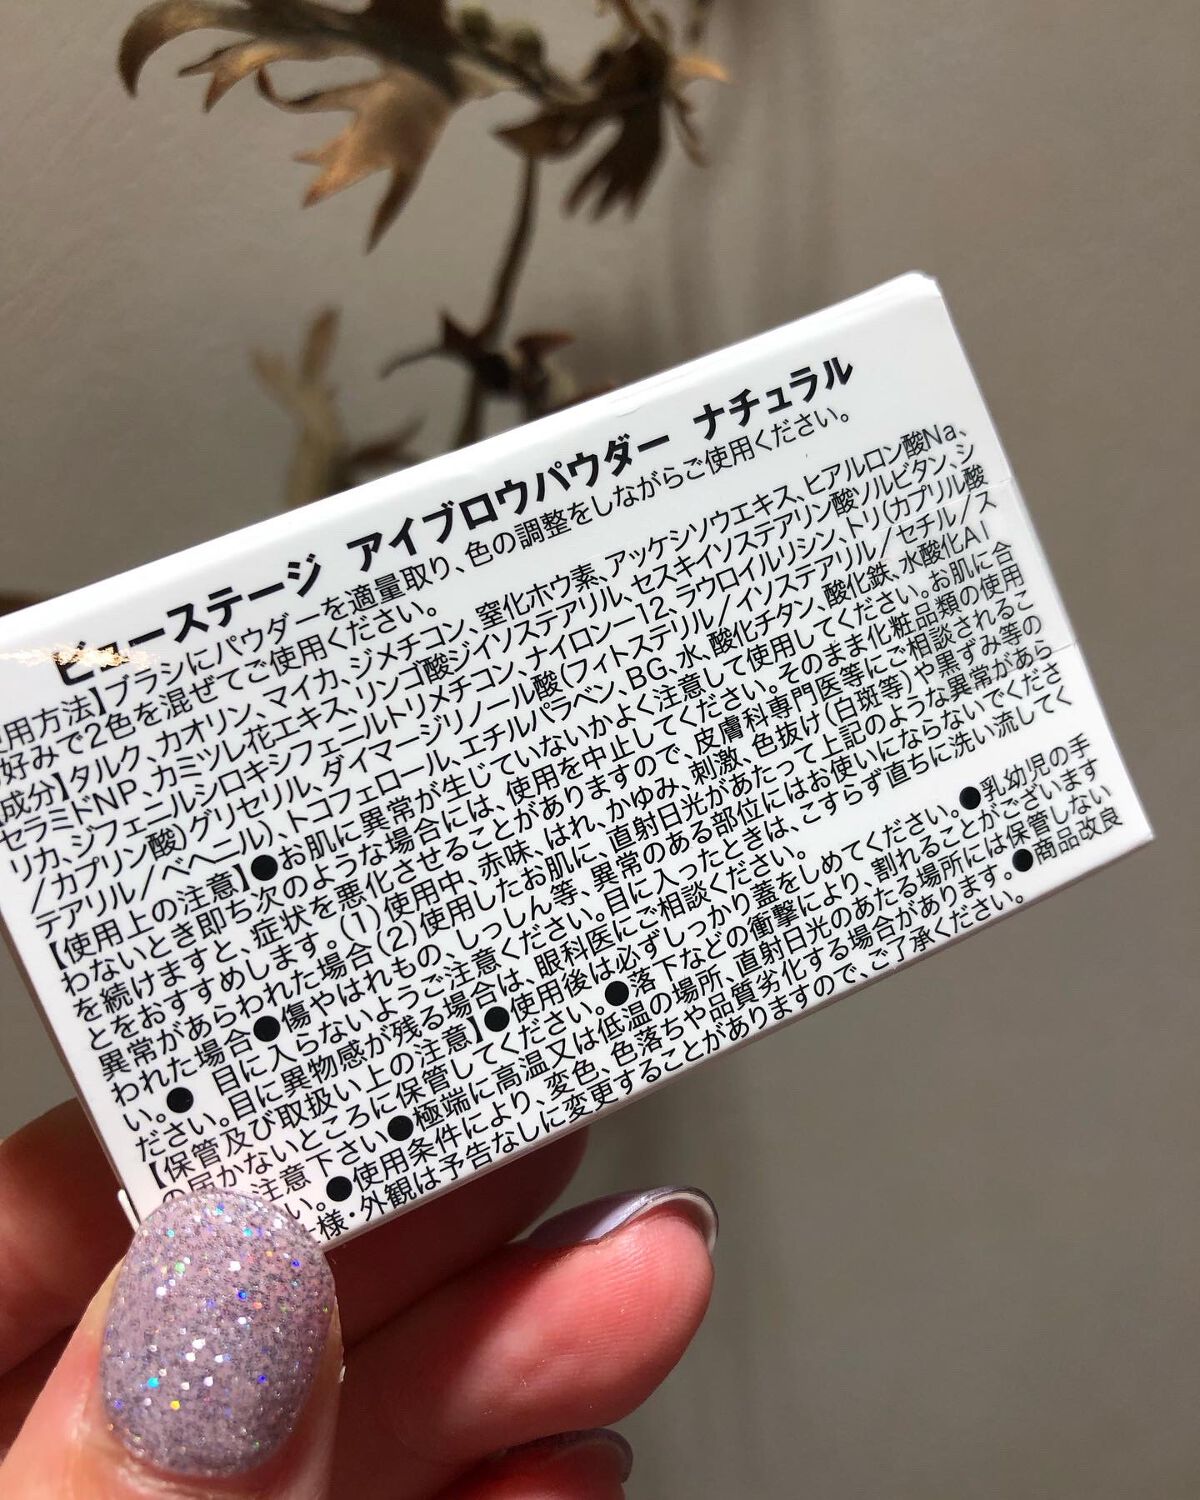 ビューステージ アイブロウパウダー ナチュラル
使用方法】ブラシにパウダーを適量取り、色の調整をしながらご使用ください。
好みで2色を混ぜてご使用ください。
成分】タルク、カオリン、マイカ、ジメチコン、窒化ホウ素、アッケシソウエキス、ヒアルロン酸Na、
セラミドNP、カミツレ花エキス、リンゴ酸ジイソステアリル、セスキイソステアリン酸ソルビタン、シ
リカ、ジフェニルシロキシフェニルトリメチコン、ナイロン-12、ラウロイルリシン、トリ(カプリル酸
/カプリン酸)グリセリル、ダイマージリノール酸(フィトステリル/イソステアリル/セチル/ス
テアリル/ベヘニル)、トコフェロール、エチルパラベン、BG、水、酸化チタン、酸化鉄、水酸化Al
【使用上の注意】●お肌に異常が生じていないかよく注意して使用してください。お肌に合
わないとき即ち次のような場合には、使用を中止してください。そのまま化粧品類の使用
を続けますと、症状を悪化させることがありますので、皮膚科専門医等にご相談されるこ
とをおすすめします。(1)使用中、赤味、はれ、かゆみ、刺激、色抜け(白斑等)や黒ずみ等の
異常があらわれた場合(2)使用したお肌に、直射日光があたって上記のような異常があら
われた場合●傷やはれもの、しっしん等、異常のある部位にはお使いにならないでくださ
い。● 目に入らないようご注意ください。目に入ったときは、こすらず直ちに洗い流してく
ださい。目に異物感が残る場合は、眼科医にご相談ください。
【保管及び取扱い上の注意】●使用後は必ずしっかり蓋をしめてください。●乳幼児の手
の届かないところに保管してください。●落下などの衝撃により、割れることがございます
注意下さい●極端に高温又は低温の場所、直射日光のあたる場所には保管しない
い。●使用条件により、変色、色落ちや品質劣化する場合があります。●商品改良
様・外観は予告なしに変更することがありますので、ご了承ください。